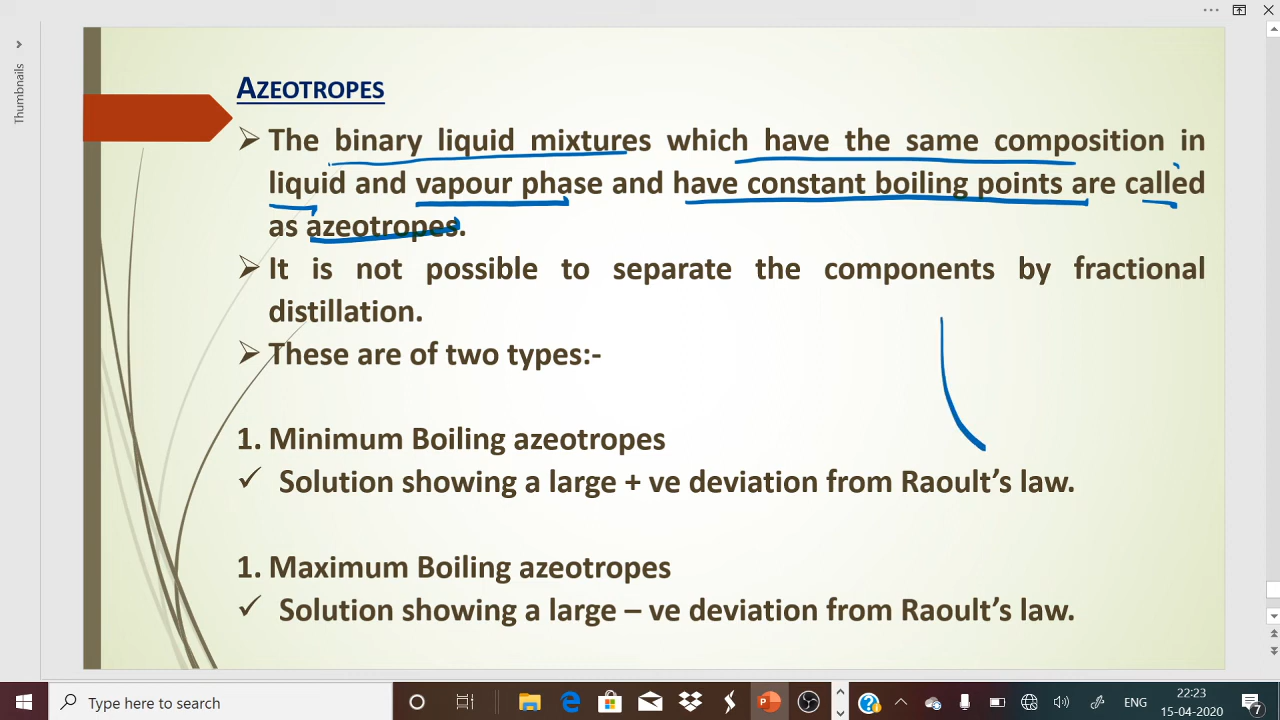 Thumbnails
AZEOTROPES
The binary liquid mixtures which have the same composition in
liquid and vapour phase and have constant boiling points are called
as azeotropes.
It is not possible to separate the components by fractional
distillation.
These are of two types:-
1. Minimum Boiling azeotropes
Solution showing a large + ve deviation from Raoult’s law.
1. Maximum Boiling azeotropes
Solution showing a large – ve deviation from Raoult’s law.
Type here to search
ENG
22:23
15-04-2020
7